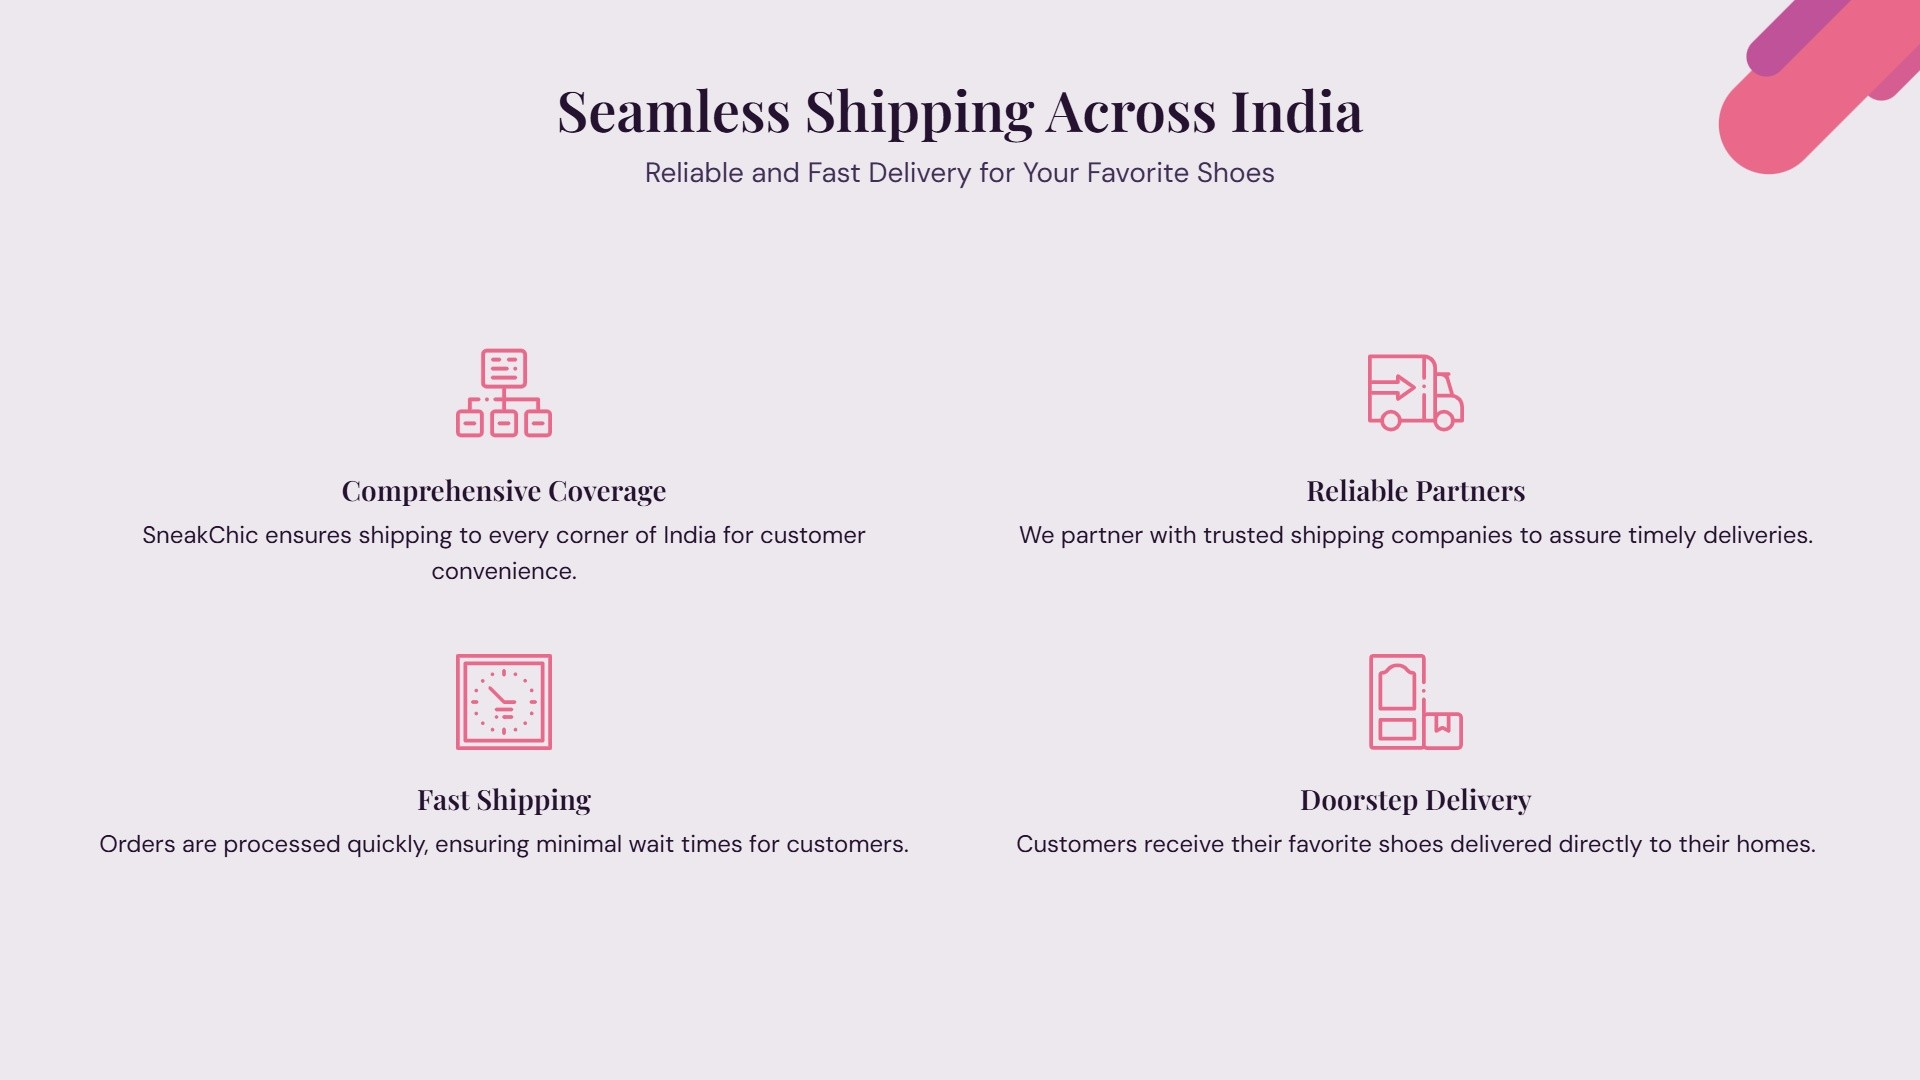 Seamless Shipping Across India
Reliable and Fast Delivery for Your Favorite Shoes
Comprehensive Coverage
SneakChic ensures shipping to every corner of India for customer
convenience.
Reliable Partners
We partner with trusted shipping companies to assure timely deliveries.
Fast Shipping
Orders are processed quickly, ensuring minimal wait times for customers.
Doorstep Delivery
Customers receive their favorite shoes delivered directly to their homes.